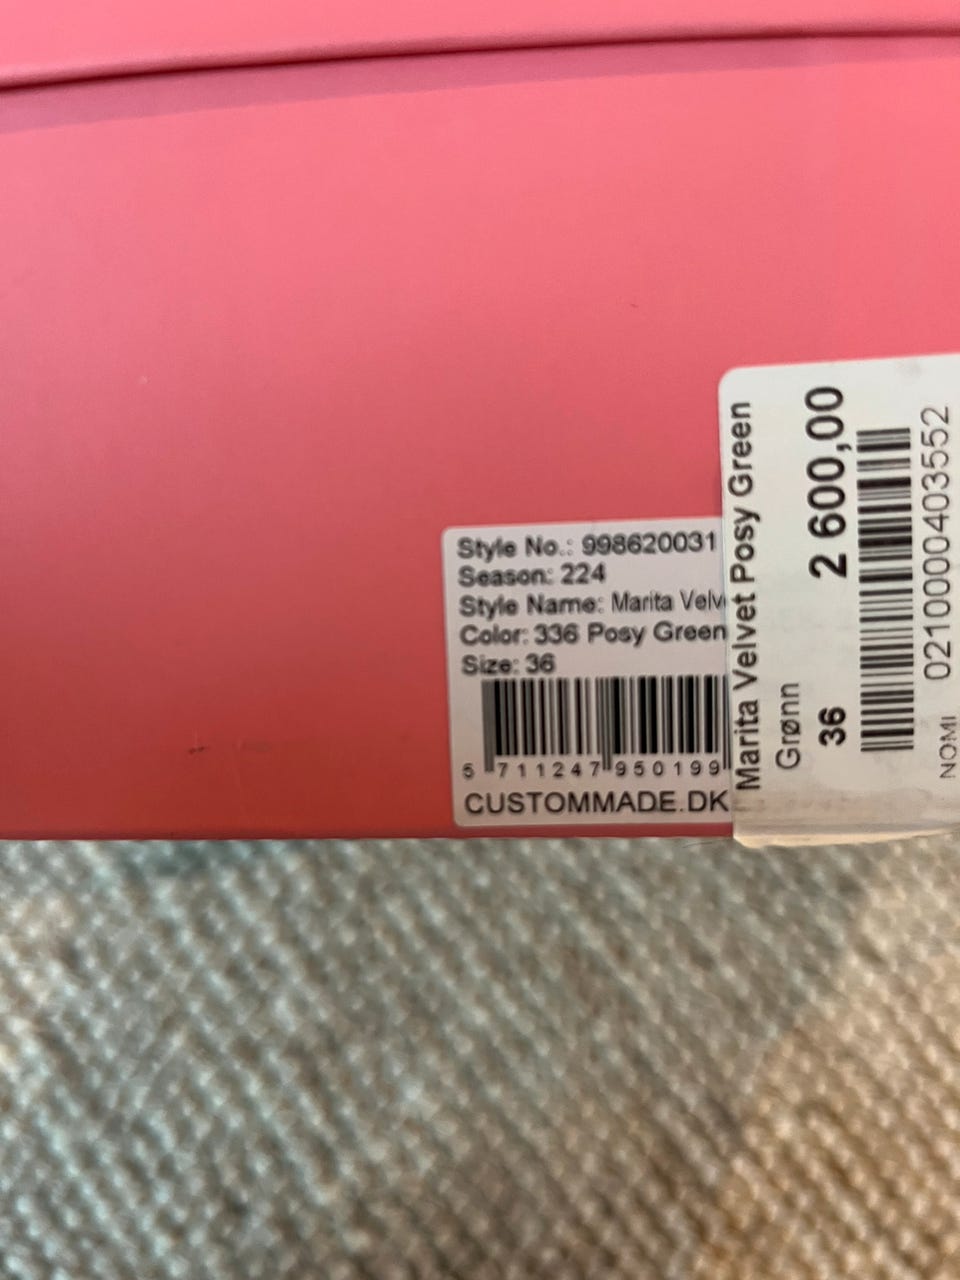 Style No.: 998620031
Season: 224
Style Name: Marita Velv
Color: 336 Posy Green
Size: 36
5 711247 950199
CUSTOMMADE.DK
Marita Velvet Posy Green
Grønn
36 2 600,00
0210000403552
NOMI